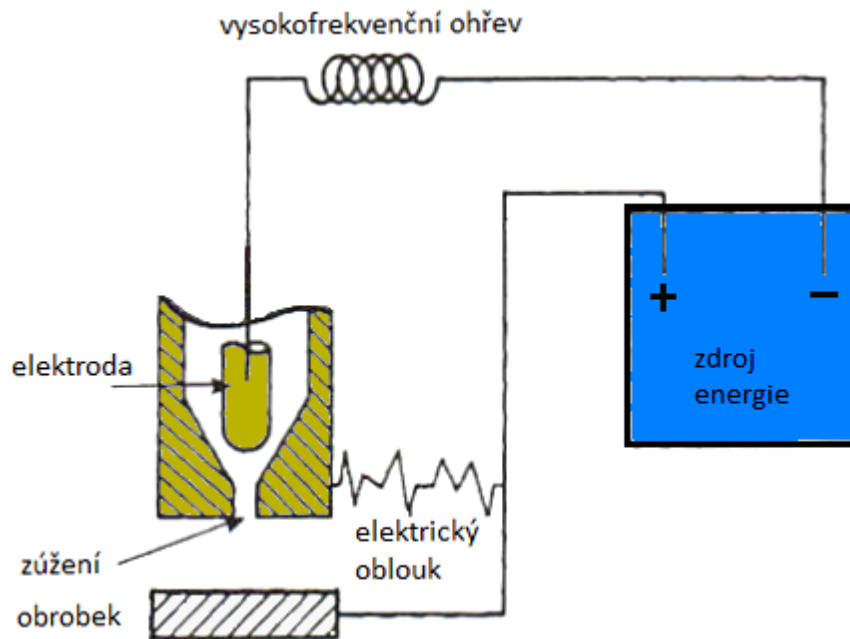 vysokofrekvenční ohřev
+ −
zdroj
energie
elektroda
elektrický
oblouk
zúžení
obrobek